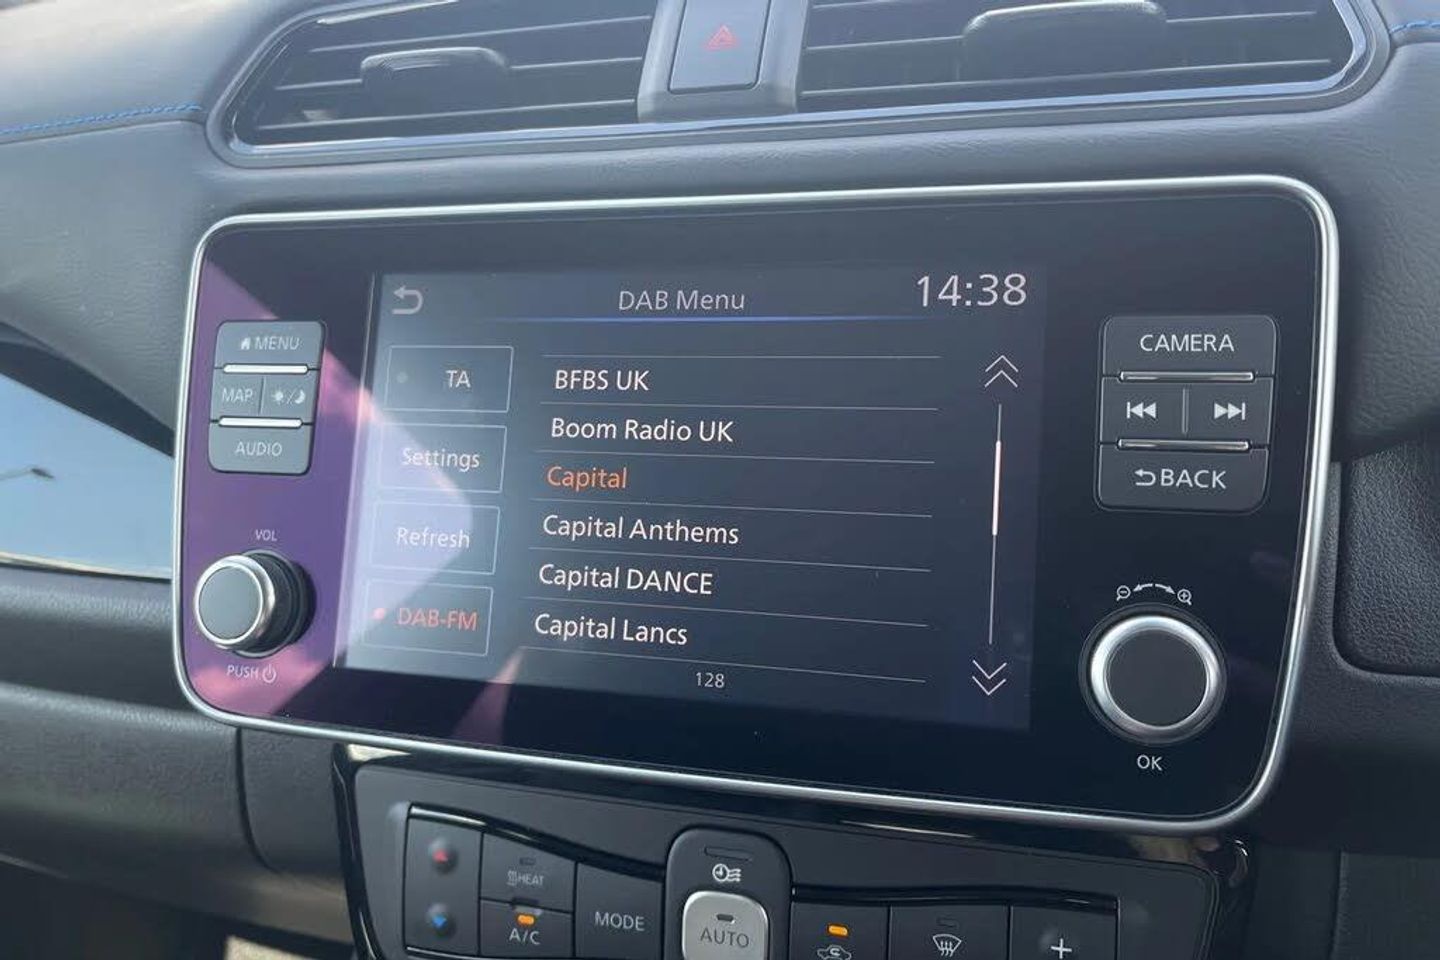 DAB Menu 14:38
MENU
MAP
AUDIO
VOL
PUSH
TA
Settings
Refresh
DAB-FM
BFBS UK
Boom Radio UK
Capital
Capital Anthems
Capital DANCE
Capital Lancs
128
CAMERA
BACK
OK
HEAT
A/C
MODE
AUTO
+